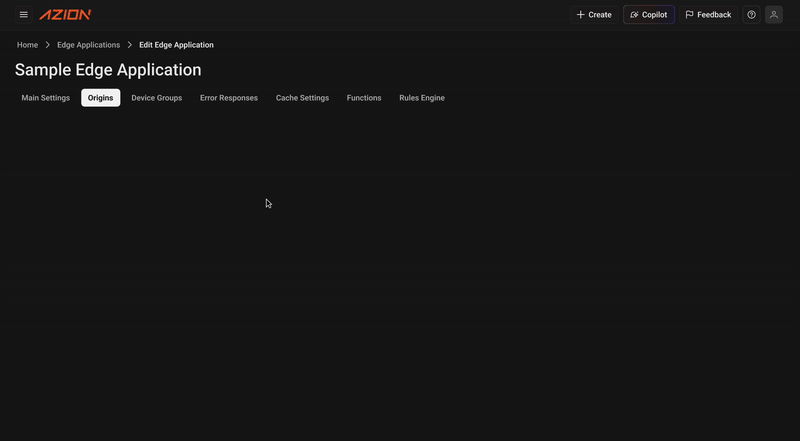 AZION
Create
Copilot
Feedback
Home
Edge Applications
Edit Edge Application
Sample Edge Application
Main Settings
Origins
Device Groups
Error Responses
Cache Settings
Functions
Rules Engine